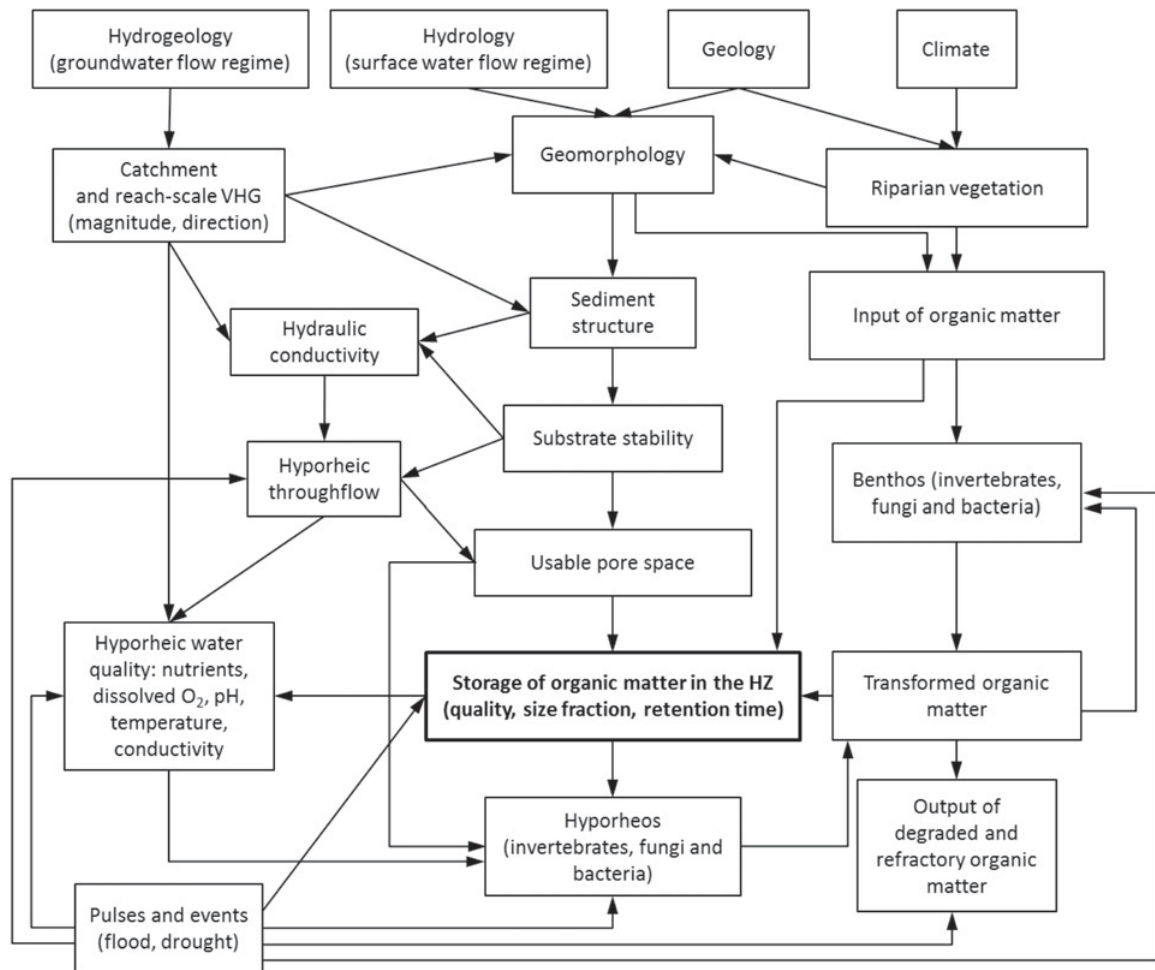 Hydrogeology
(groundwater flow regime)
Hydrology
(surface water flow regime)
Geology
Climate
Catchment
and reach-scale VHG
(magnitude, direction)
Geomorphology
Riparian vegetation
Sediment
structure
Input of organic matter
Hydraulic
conductivity
Substrate stability
Hyporheic
throughflow
Benthos (invertebrates,
fungi and bacteria)
Usable pore space
Hyporheic water
quality: nutrients,
dissolved O₂, pH,
temperature,
conductivity
Storage of organic matter in the HZ
(quality, size fraction, retention time)
Transformed organic
matter
Hyporheos
(invertebrates, fungi and
bacteria)
Output of
degraded and
refractory organic
matter
Pulses and events
(flood, drought)